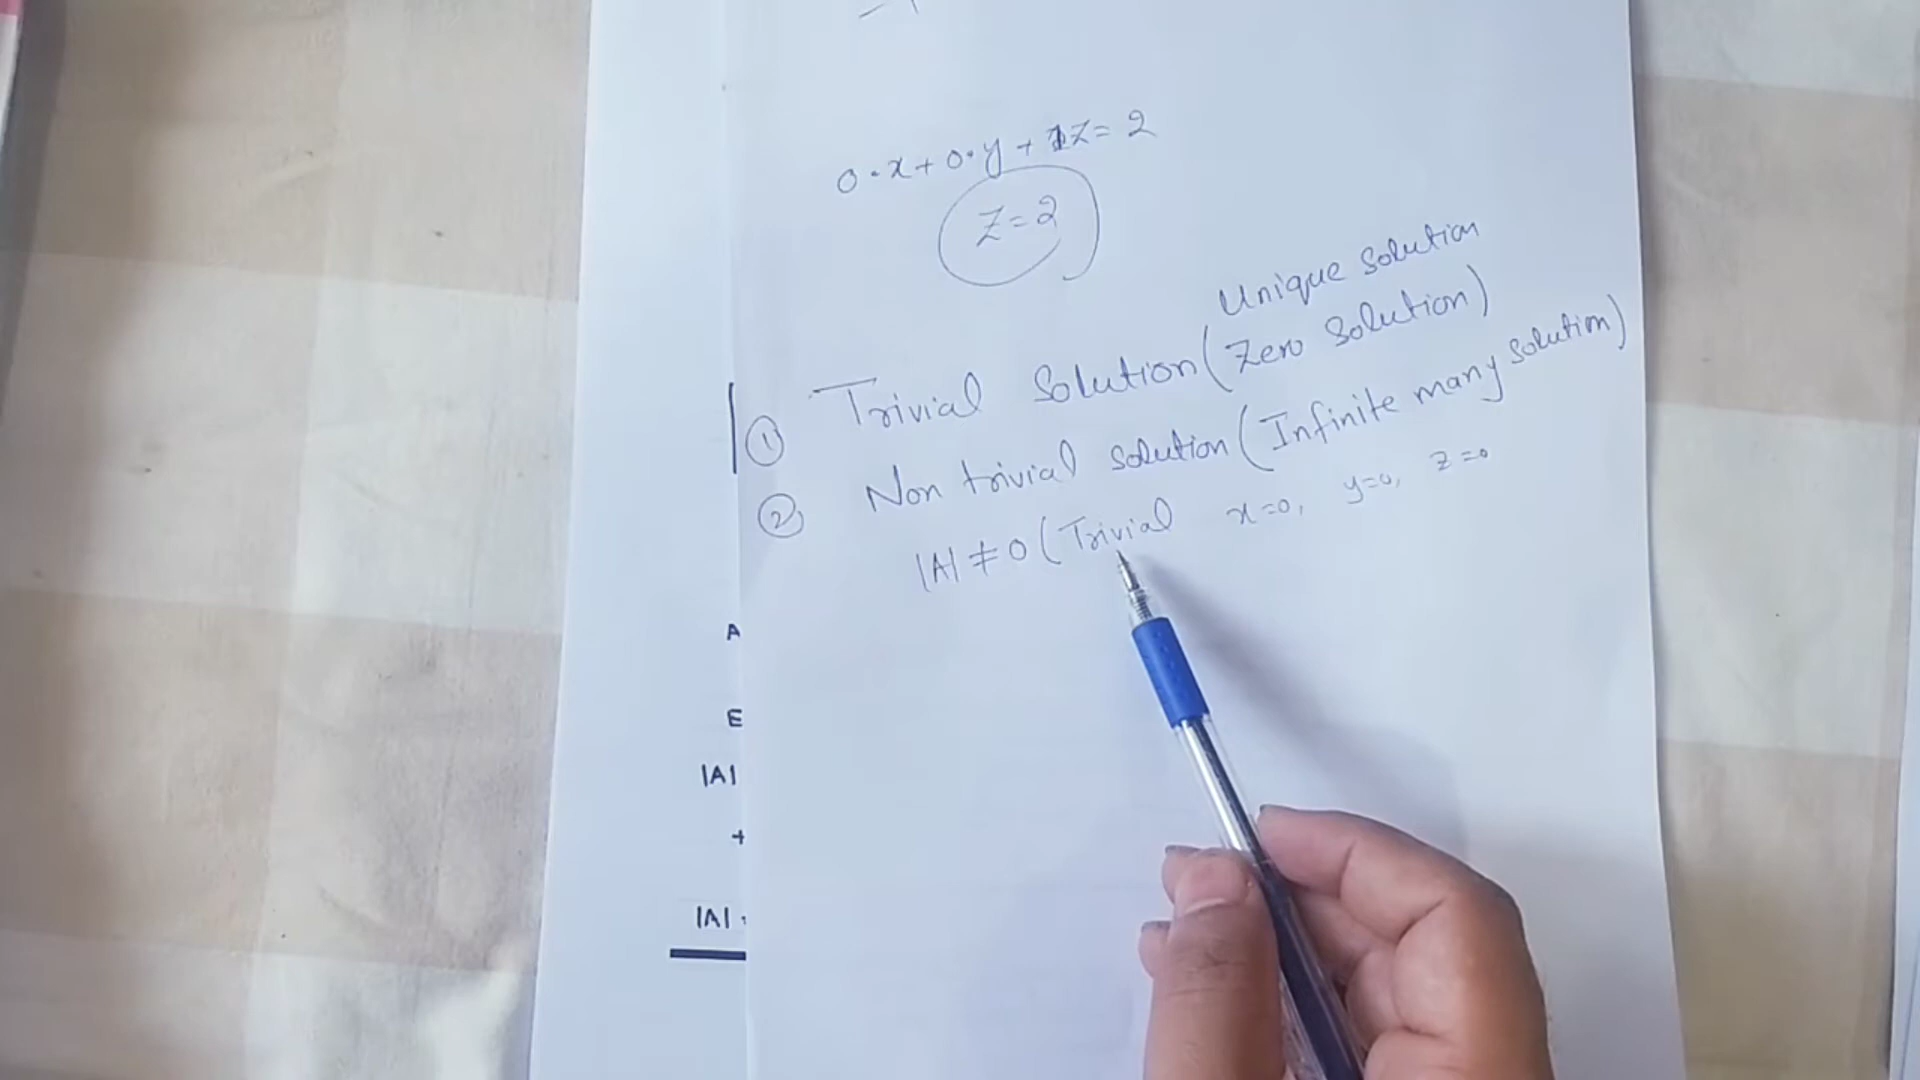 0·x + 0·y + 1z = 2
z = 2
Unique solution
① Trivial Solution (Zero Solution)
② Non trivial solution (Infinite many solution)
|A| ≠ 0 (Trivial x=0, y=0, z=0
A
E
|A|
+
|A|